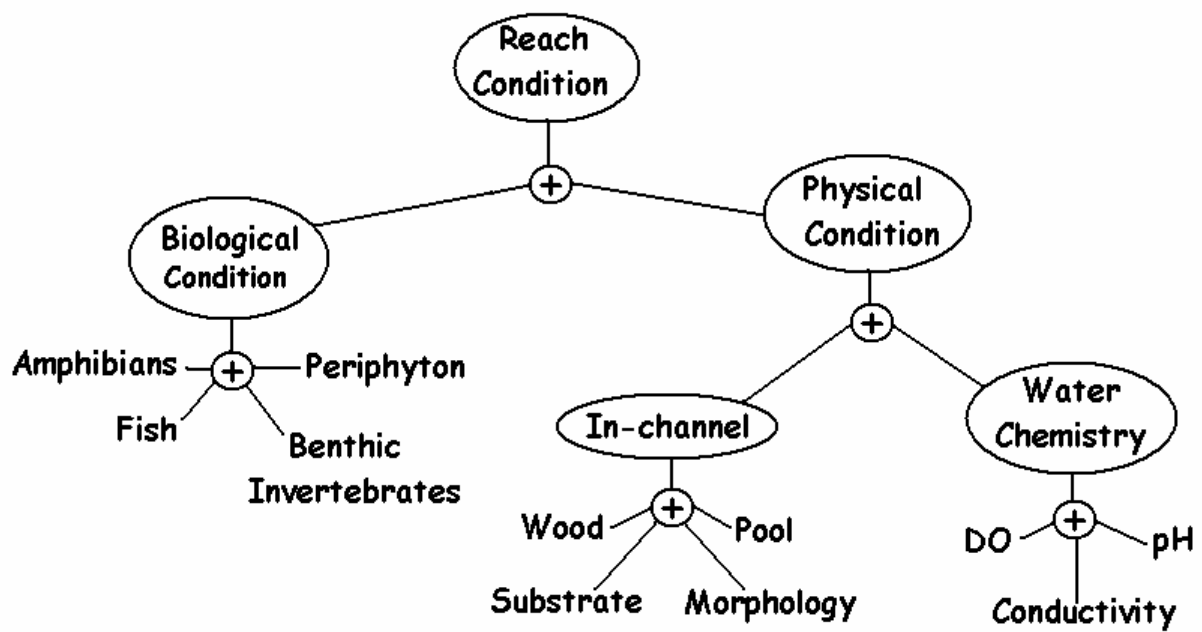 Reach
Condition
+
Physical
Condition
Biological
Condition
+
Amphibians
+
Periphyton
Fish
Benthic
Invertebrates
In-channel
Water
Chemistry
+
Wood
Pool
Substrate
Morphology
+
DO
pH
Conductivity